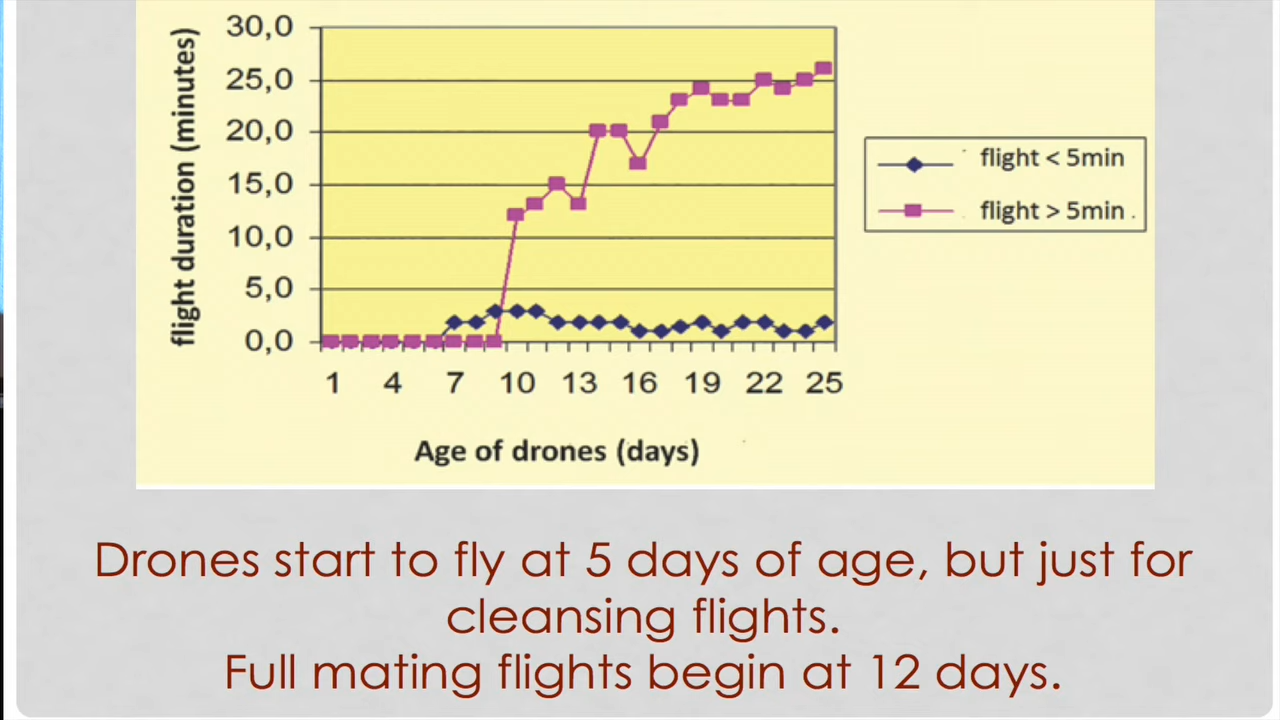 30,0
25,0
20,0
15,0
10,0
5,0
0,0
flight duration (minutes)
1 4 7 10 13 16 19 22 25
Age of drones (days)
flight < 5min
flight > 5min
Drones start to fly at 5 days of age, but just for
cleansing flights.
Full mating flights begin at 12 days.